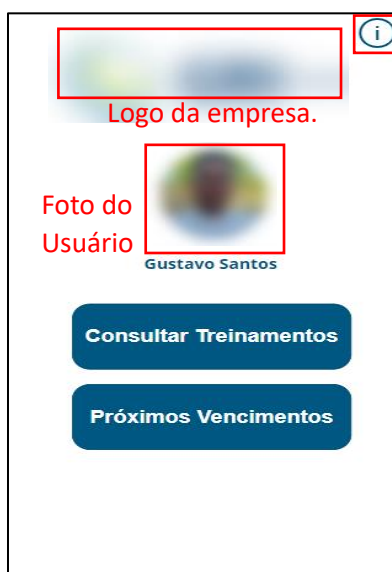 i
Logo da empresa.
Foto do
Usuário
Gustavo Santos
Consultar Treinamentos
Próximos Vencimentos